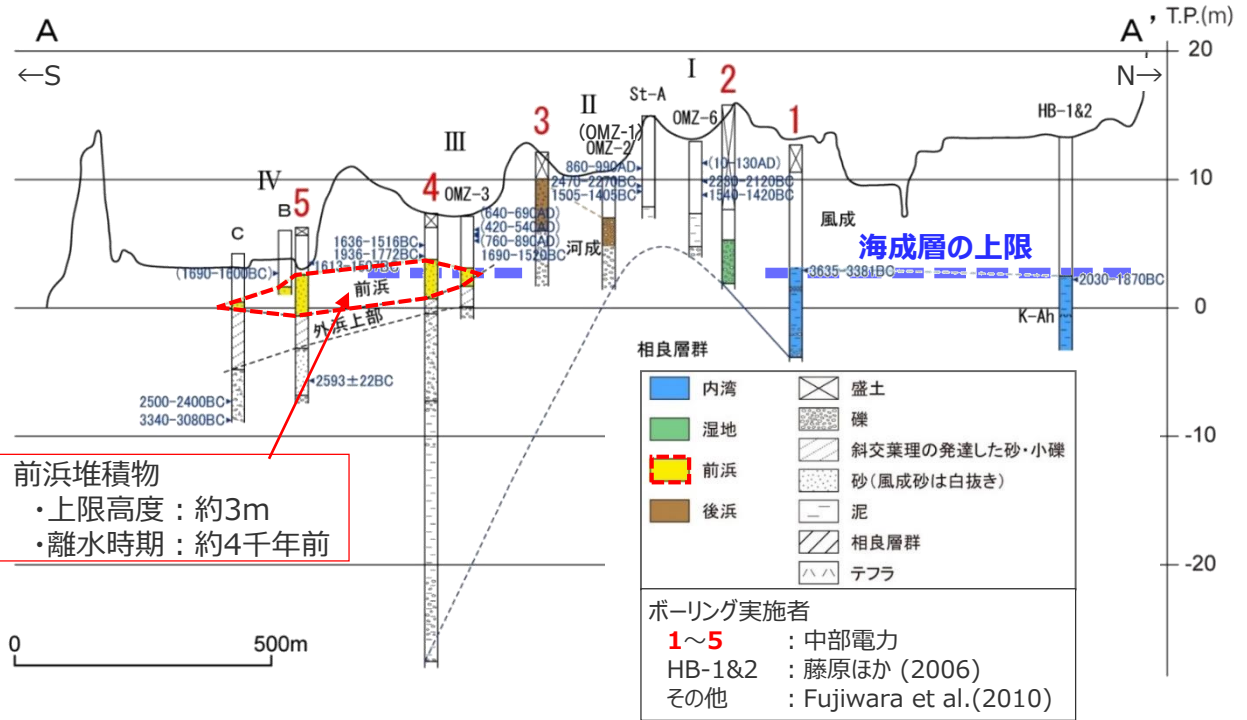 A
A'
T.P.(m)
←S
N→
20
10
0
-10
-20
I
II
III
IV
St-A
2
OMZ-6
1
HB-1&2
3
(OMZ-1)
OMZ-2
4
OMZ-3
5
B
C
860-990AD
2470-2270BC
1505-1405BC
(10-130AD)
2280-2120BC
1540-1420BC
(640-690AD)
(420-540AD)
(760-890AD)
1690-1520BC
1636-1516BC
1936-1772BC
(1690-1600BC)
1613-1507BC
河成
風成
海成層の上限
3635-3381BC
2030-1870BC
K-Ah
前浜
外浜上部
2593±22BC
2500-2400BC
3340-3080BC
前浜堆積物
・上限高度：約3m
・離水時期：約4千年前
0
500m
相良層群
内湾
湿地
前浜
後浜
盛土
礫
斜交葉理の発達した砂・小礫
砂(風成砂は白抜き)
泥
相良層群
テフラ
ボーリング実施者
1～5 ：中部電力
HB-1&2 ：藤原ほか (2006)
その他 ：Fujiwara et al.(2010)